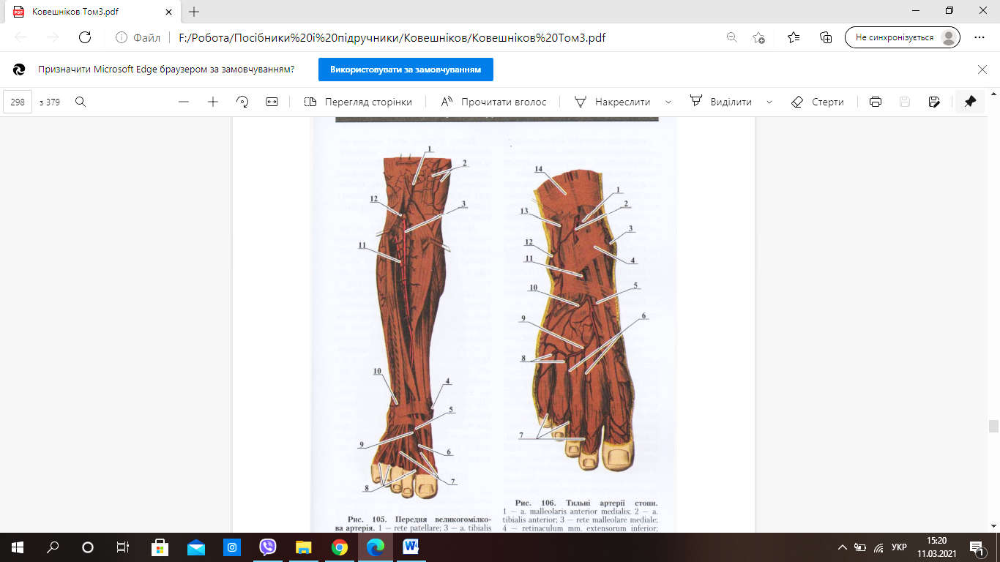 Ковешніков Том3.pdf
Файл
F:/Робота/Посібники%20і%20підручники/Ковешніков/Ковешніков%20Том3.pdf
Не синхронізується
Призначити Microsoft Edge браузером за замовчуванням?
Використовувати за замовчуванням
298
з 379
Перегляд сторінки
Прочитати вголос
Накреслити
Виділити
Стерти
1
2
12
3
11
10
4
5
9
6
8
7
14
1
2
13
3
12
4
11
10
5
9
6
8
7
Рис. 105. Передня великогомілко-
ва артерія. 1 — rete patellare; 3 — a. tibialis
Рис. 106. Тильні артерії стопи.
1 — a. malleolaris anterior medialis; 2 — a.
tibialis anterior; 3 — rete malleolare mediale;
4 — retinaculum mm. extensorum inferior;
УКР
15:20
11.03.2021
1